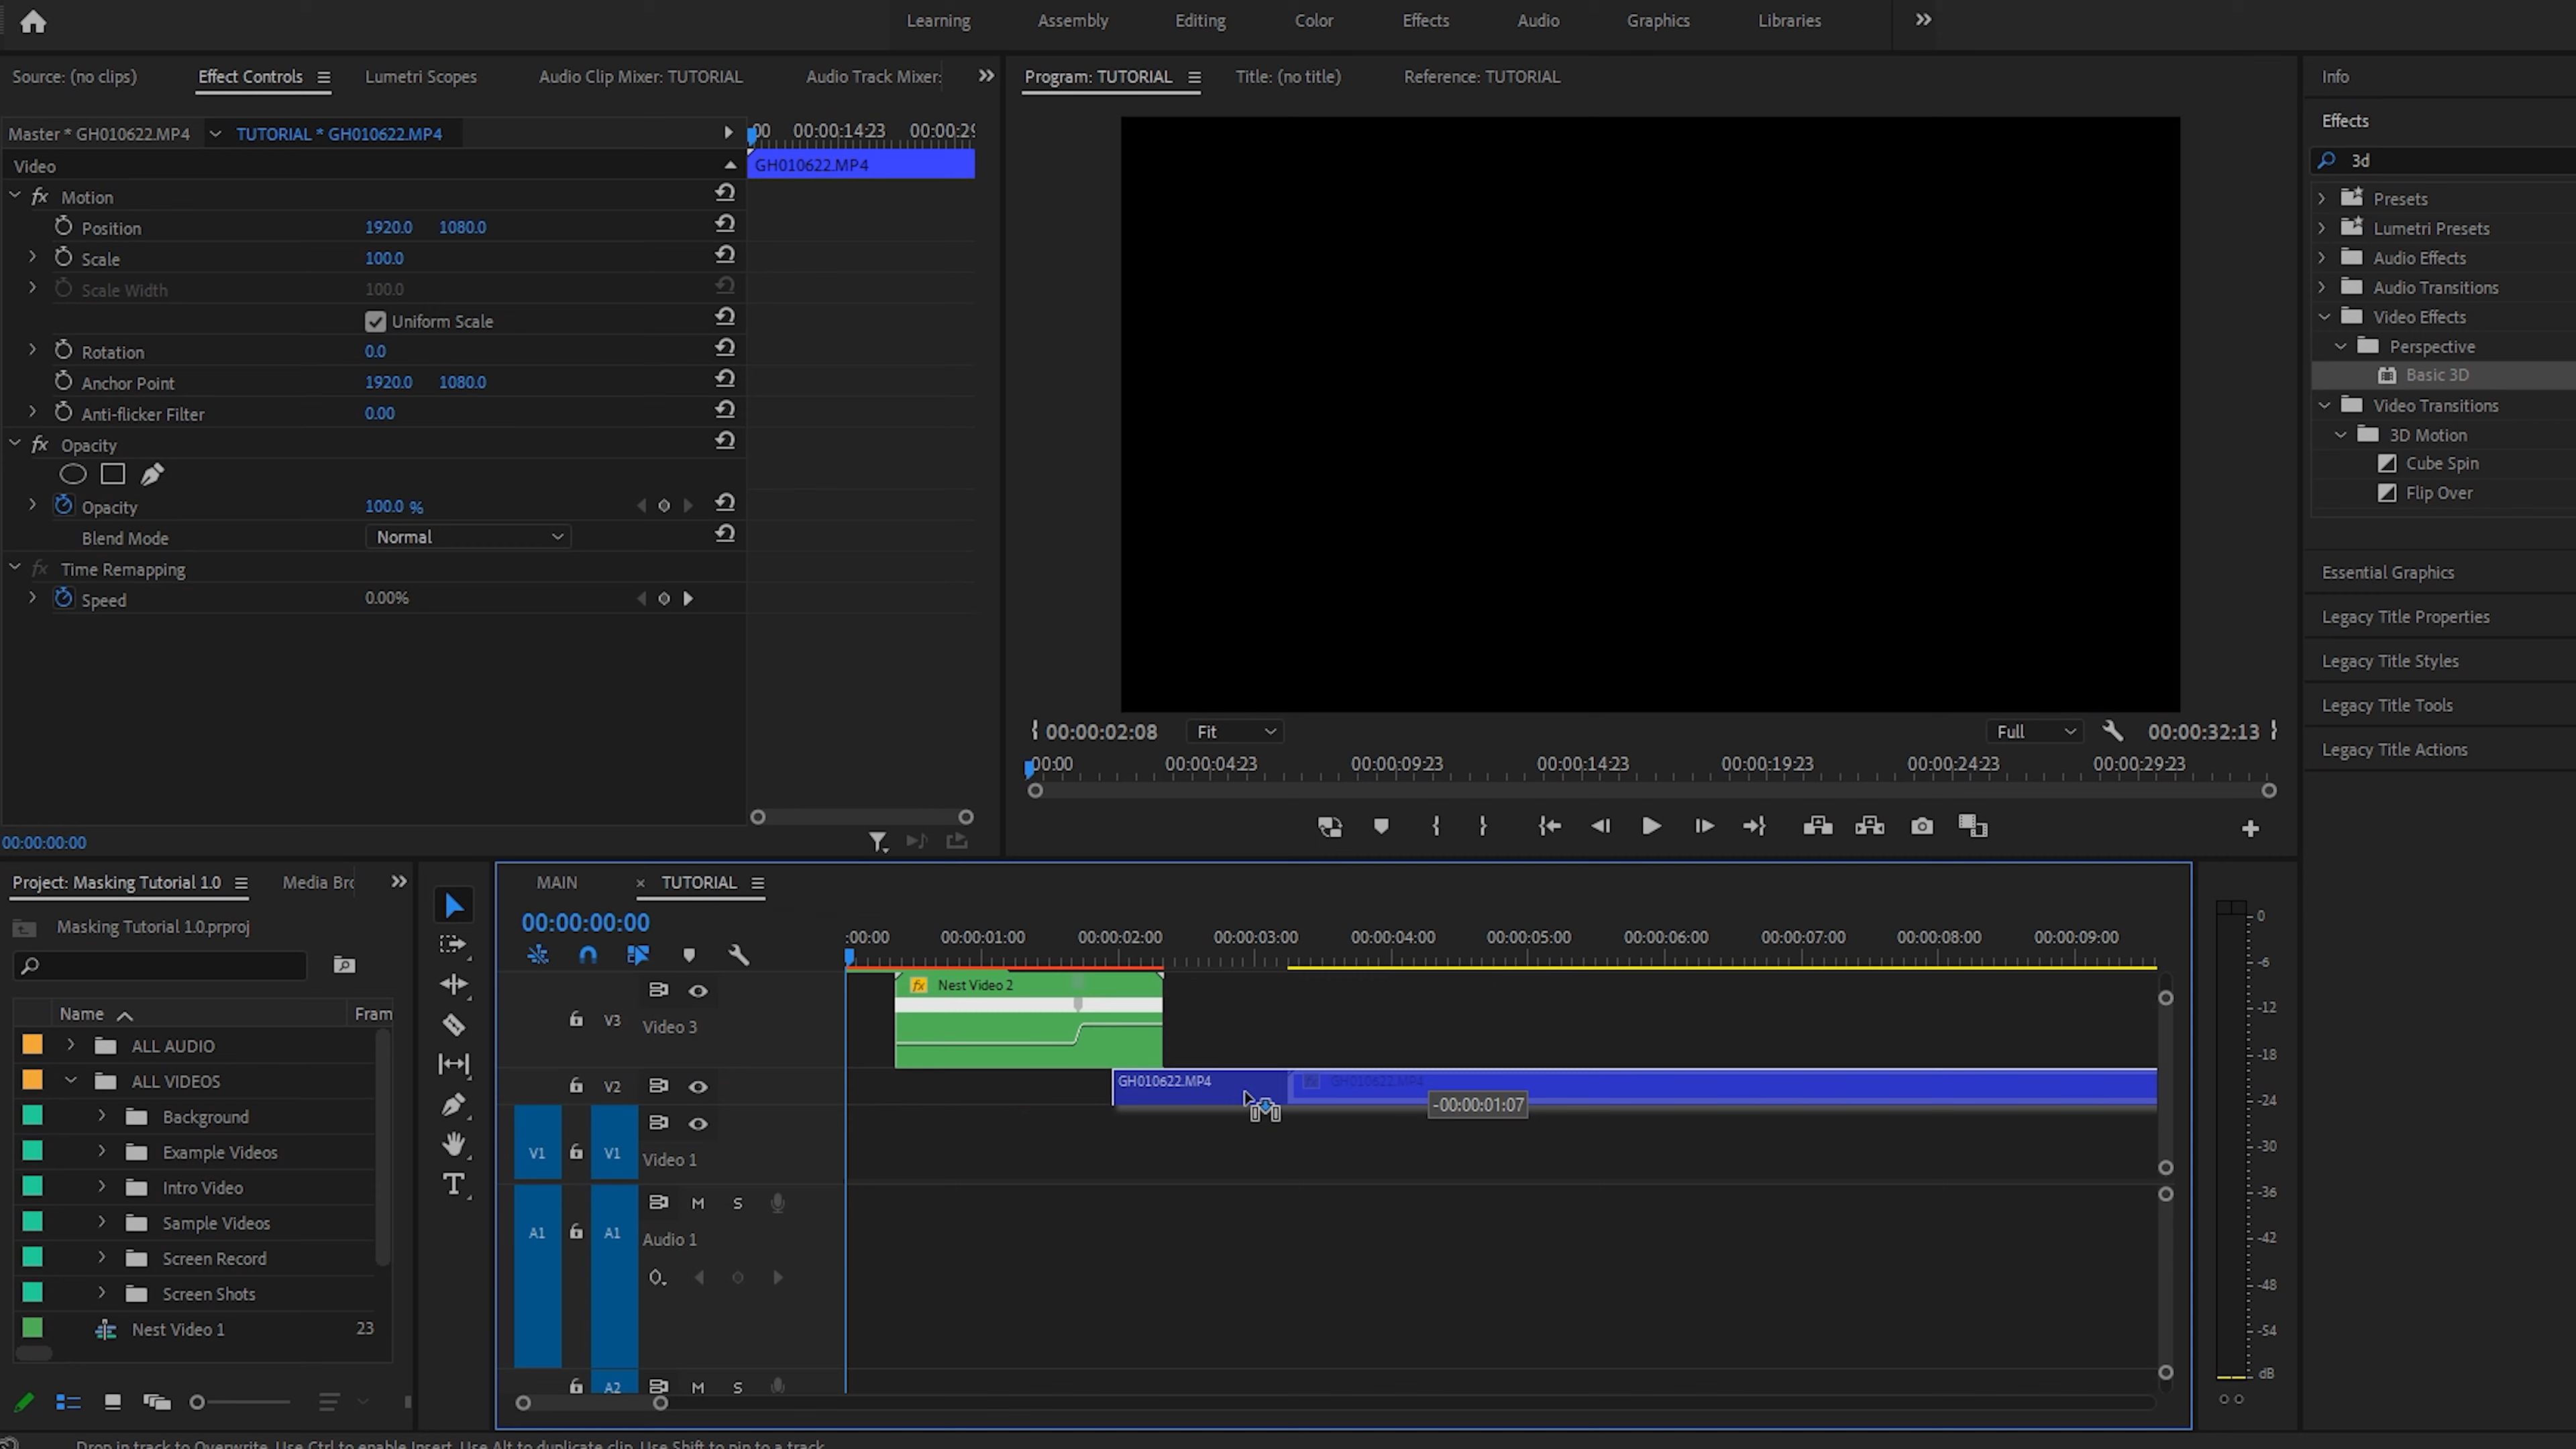 Learning Assembly Editing Color Effects Audio Graphics Libraries
Source: (no clips) Effect Controls Lumetri Scopes Audio Clip Mixer: TUTORIAL Audio Track Mixer:
Program: TUTORIAL Title: (no title) Reference: TUTORIAL
Master * GH010622.MP4 TUTORIAL * GH010622.MP4
00 00:00:14:23 00:00:29
Video
GH010622.MP4
fx Motion
Position 1920.0 1080.0
Scale 100.0
Scale Width 100.0
Uniform Scale
Rotation 0.0
Anchor Point 1920.0 1080.0
Anti-flicker Filter 0.00
fx Opacity
Opacity 100.0 %
Blend Mode Normal
fx Time Remapping
Speed 0.00%
00:00:00:00
00:00:02:08 Fit Full 00:00:32:13
00:00 00:00:04:23 00:00:09:23 00:00:14:23 00:00:19:23 00:00:24:23 00:00:29:23
Info
Effects
3d
Presets
Lumetri Presets
Audio Effects
Audio Transitions
Video Effects
Perspective
Basic 3D
Video Transitions
3D Motion
Cube Spin
Flip Over
Essential Graphics
Legacy Title Properties
Legacy Title Styles
Legacy Title Tools
Legacy Title Actions
Project: Masking Tutorial 1.0 Media Bro
Masking Tutorial 1.0.prproj
Name Fram
ALL AUDIO
ALL VIDEOS
Background
Example Videos
Intro Video
Sample Videos
Screen Record
Screen Shots
Nest Video 1 23
T
MAIN × TUTORIAL
00:00:00:00
:00:00 00:00:01:00 00:00:02:00 00:00:03:00 00:00:04:00 00:00:05:00 00:00:06:00 00:00:07:00 00:00:08:00 00:00:09:00
fx Nest Video 2
V3 Video 3
V2 GH010622.MP4 fx GH010622.MP4
-00:00:01:07
V1 V1 Video 1
M S
A1 A1 Audio 1
A2 M S
0
-6
-12
-18
-24
-30
-36
-42
-48
-54
dB
Drop in track to Overwrite. Use Ctrl to enable Insert. Use Alt to duplicate clip. Use Shift to pin to a track.